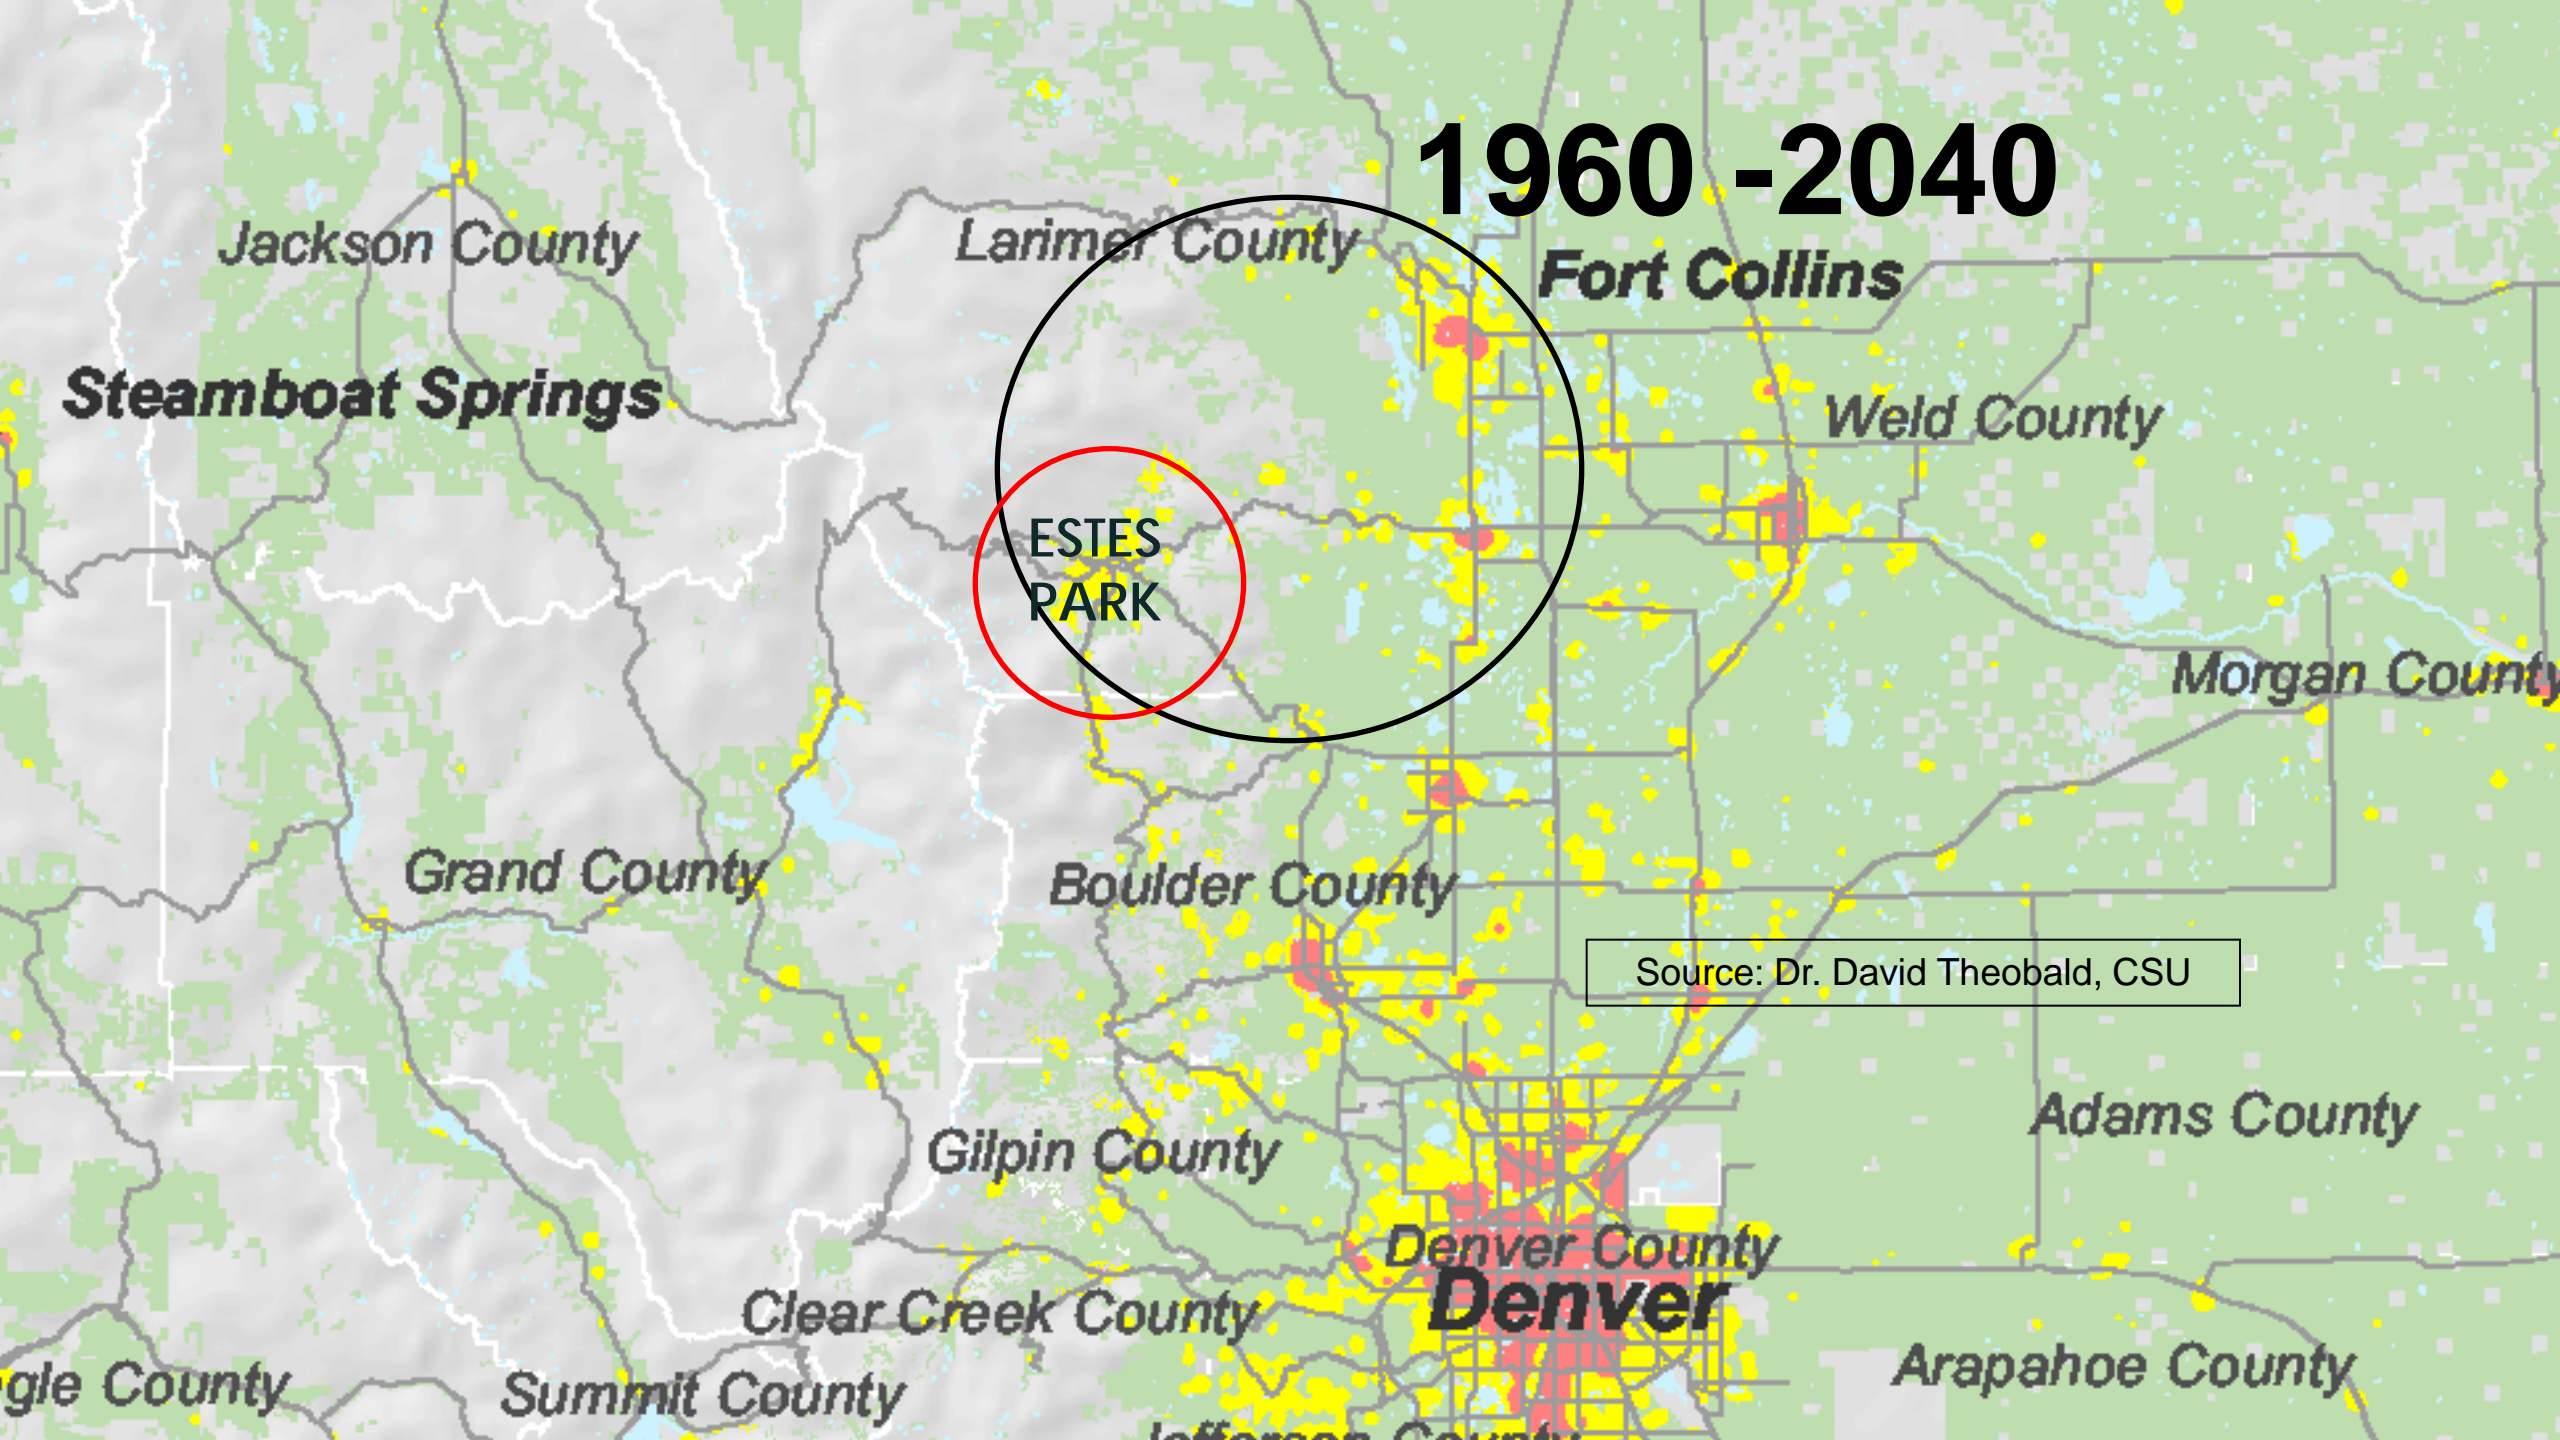 1960 -2040
Jackson County
Larimer County
Fort Collins
Steamboat Springs
Weld County
ESTES
PARK
Morgan County
Grand County
Boulder County
Source: Dr. David Theobald, CSU
Adams County
Gilpin County
Denver County
Denver
Clear Creek County
Arapahoe County
gle County
Summit County
Jefferson County